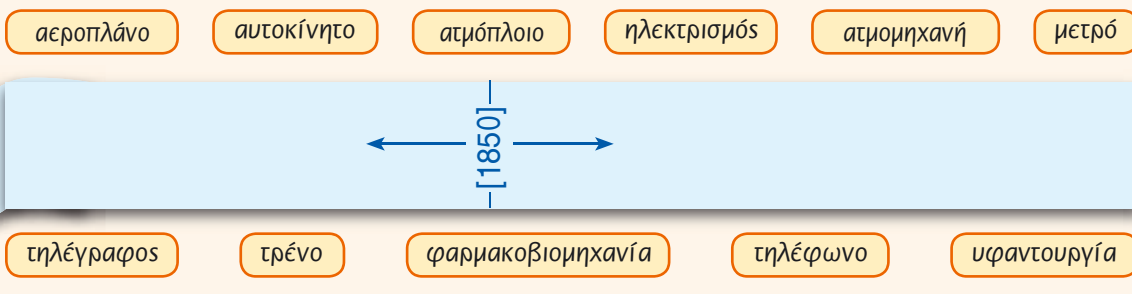 αεροπλάνο αυτοκίνητο ατμόπλοιο ηλεκτρισμός ατμομηχανή μετρό
[1850]
τηλέγραφος τρένο φαρμακοβιομηχανία τηλέφωνο υφαντουργία